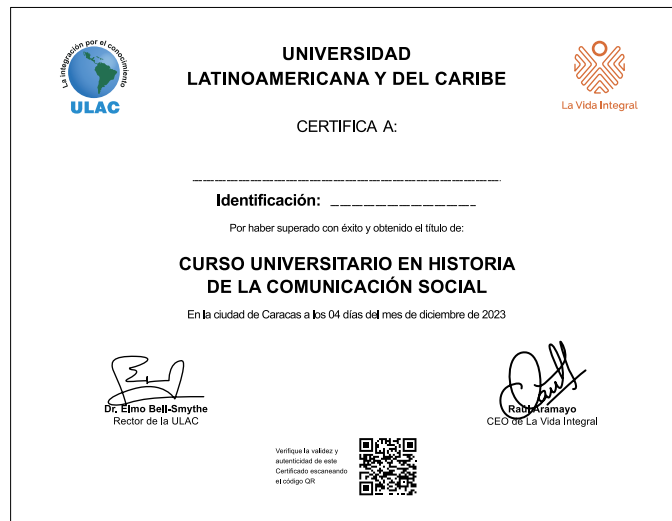 La integración por el conocimiento
ULAC
UNIVERSIDAD
LATINOAMERICANA Y DEL CARIBE
La Vida Integral
CERTIFICA A:
Identificación:
Por haber superado con éxito y obtenido el título de:
CURSO UNIVERSITARIO EN HISTORIA
DE LA COMUNICACIÓN SOCIAL
En la ciudad de Caracas a los 04 días del mes de diciembre de 2023
Dr. Elmo Bell-Smythe
Rector de la ULAC
Raúl Aramayo
CEO de La Vida Integral
Verifique la validez y
autenticidad de este
Certificado escaneando
el código QR